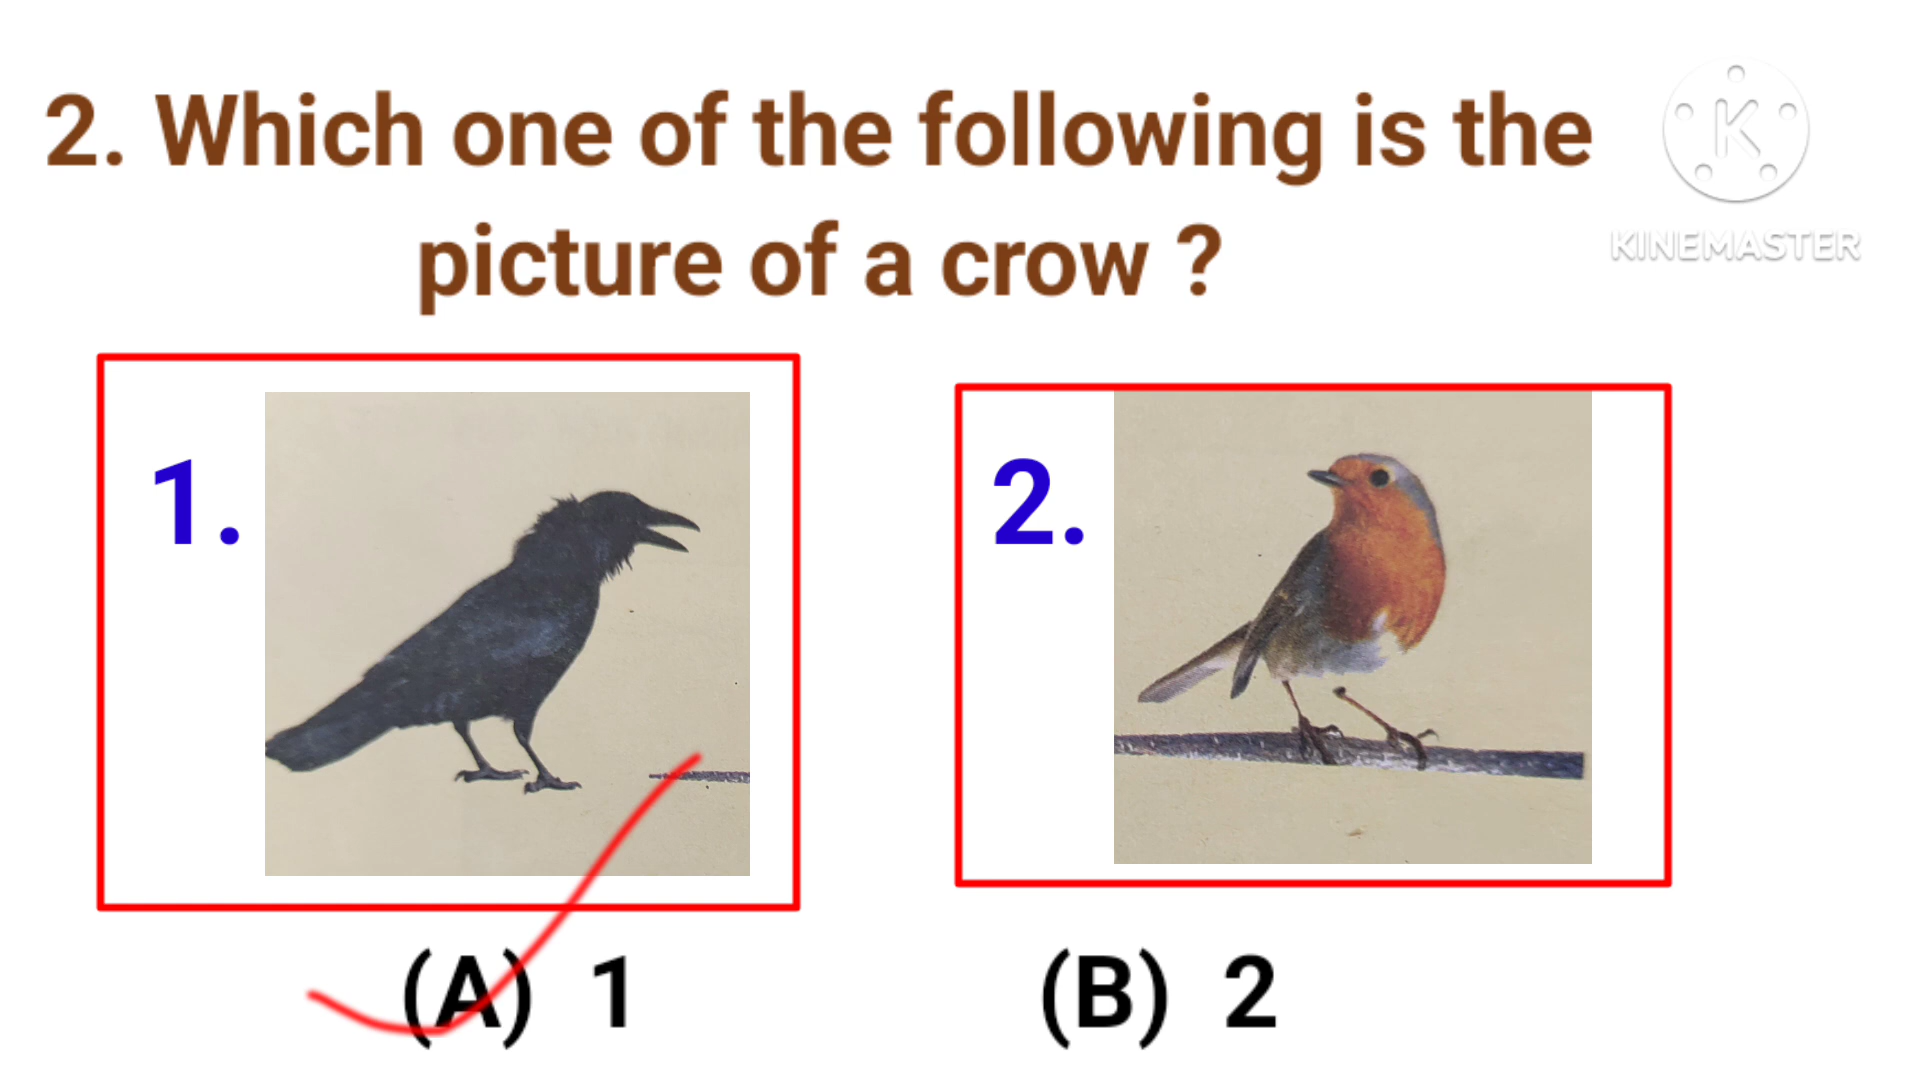 2. Which one of the following is the
picture of a crow ?
K
KINEMASTER
1.
2.
(A) 1
(B) 2